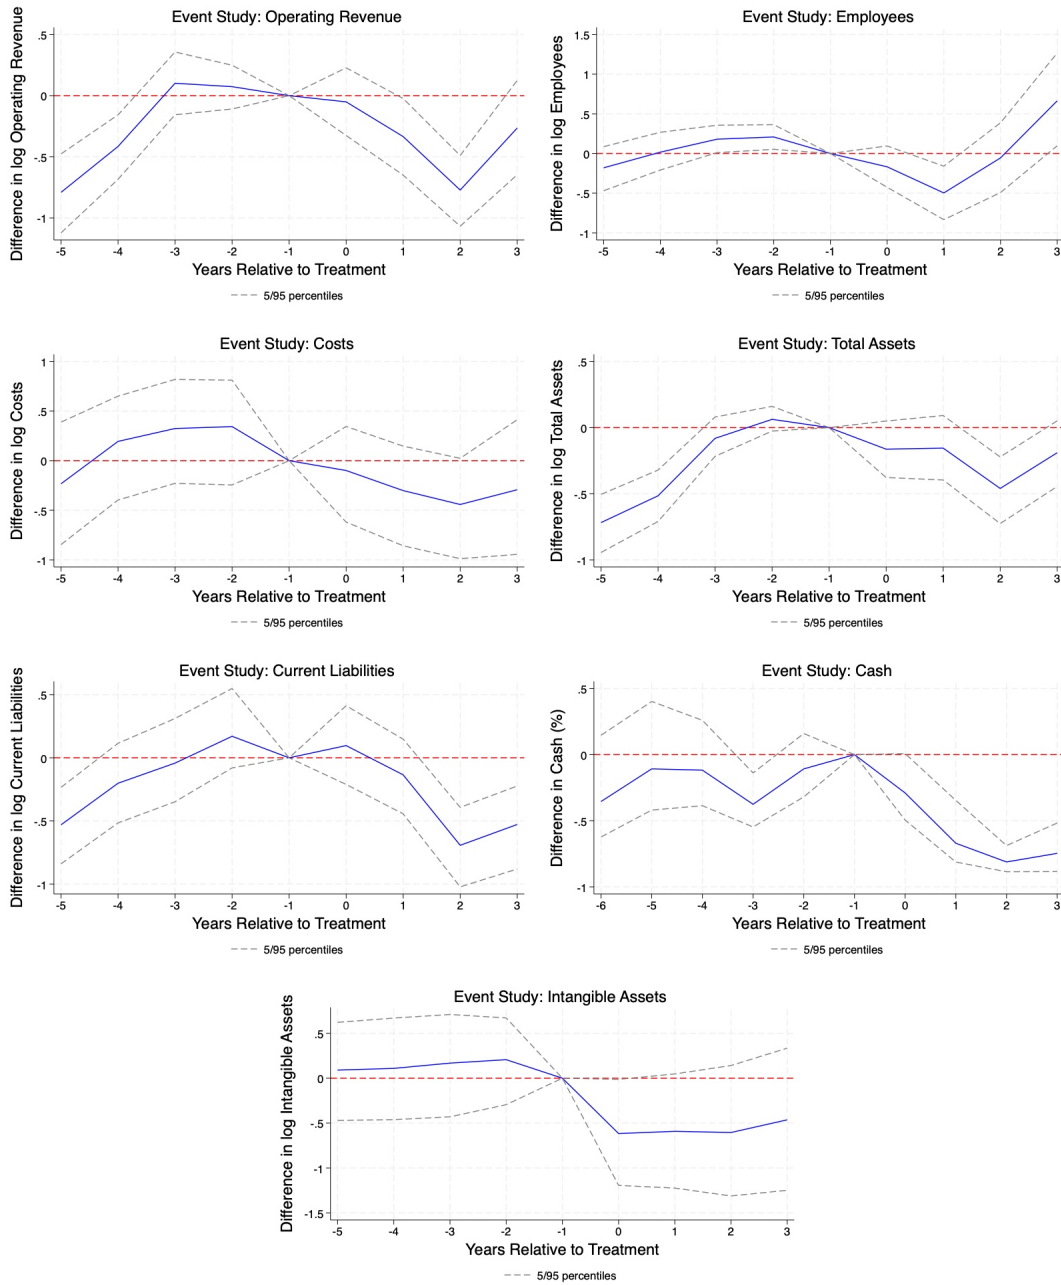 Event Study: Operating Revenue
Difference in log Operating Revenue
.5
0
-.5
-1
-5 -4 -3 -2 -1 0 1 2 3
Years Relative to Treatment
5/95 percentiles
Event Study: Employees
Difference in log Employees
1.5
1
.5
0
-.5
-1
-5 -4 -3 -2 -1 0 1 2 3
Years Relative to Treatment
5/95 percentiles
Event Study: Costs
Difference in log Costs
1
.5
0
-.5
-1
-5 -4 -3 -2 -1 0 1 2 3
Years Relative to Treatment
5/95 percentiles
Event Study: Total Assets
Difference in log Total Assets
.5
0
-.5
-1
-5 -4 -3 -2 -1 0 1 2 3
Years Relative to Treatment
5/95 percentiles
Event Study: Current Liabilities
Difference in log Current Liabilities
.5
0
-.5
-1
-5 -4 -3 -2 -1 0 1 2 3
Years Relative to Treatment
5/95 percentiles
Event Study: Cash
Difference in Cash (%)
.5
0
-.5
-1
-6 -5 -4 -3 -2 -1 0 1 2 3
Years Relative to Treatment
5/95 percentiles
Event Study: Intangible Assets
Difference in log Intangible Assets
.5
0
-.5
-1
-1.5
-5 -4 -3 -2 -1 0 1 2 3
Years Relative to Treatment
5/95 percentiles